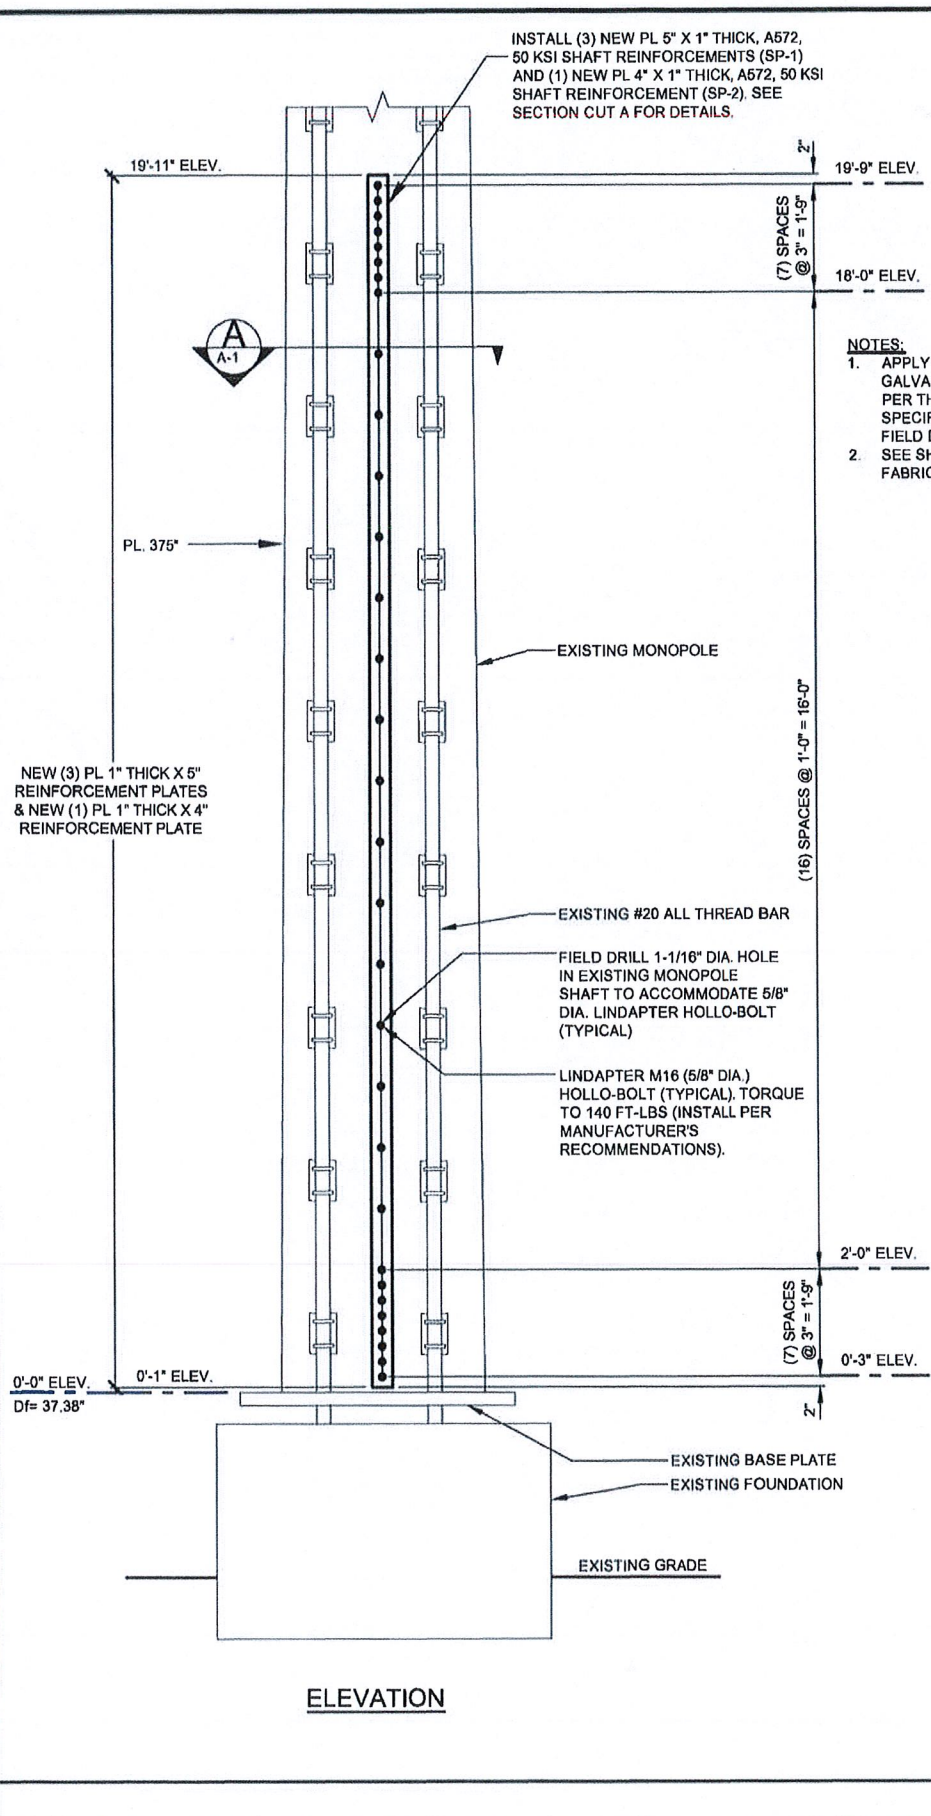 INSTALL (3) NEW PL 5" X 1" THICK, A572,
50 KSI SHAFT REINFORCEMENTS (SP-1)
AND (1) NEW PL 4" X 1" THICK, A572, 50 KSI
SHAFT REINFORCEMENT (SP-2). SEE
SECTION CUT A FOR DETAILS.
19'-11" ELEV.
2"
19'-9" ELEV.
(7) SPACES
@ 3" = 1'-9"
18'-0" ELEV.
A
A-1
NOTES:
1. APPLY
GALVA
PER TH
SPECIF
FIELD D
2. SEE SH
FABRIC
PL. 375"
EXISTING MONOPOLE
(16) SPACES @ 1'-0" = 16'-0"
NEW (3) PL 1" THICK X 5"
REINFORCEMENT PLATES
& NEW (1) PL 1" THICK X 4"
REINFORCEMENT PLATE
EXISTING #20 ALL THREAD BAR
FIELD DRILL 1-1/16" DIA. HOLE
IN EXISTING MONOPOLE
SHAFT TO ACCOMMODATE 5/8"
DIA. LINDAPTER HOLLO-BOLT
(TYPICAL)
LINDAPTER M16 (5/8" DIA.)
HOLLO-BOLT (TYPICAL). TORQUE
TO 140 FT-LBS (INSTALL PER
MANUFACTURER'S
RECOMMENDATIONS).
2'-0" ELEV.
(7) SPACES
@ 3" = 1'-9"
0'-3" ELEV.
0'-0" ELEV.
0'-1" ELEV.
Df= 37.38"
2"
EXISTING BASE PLATE
EXISTING FOUNDATION
EXISTING GRADE
ELEVATION